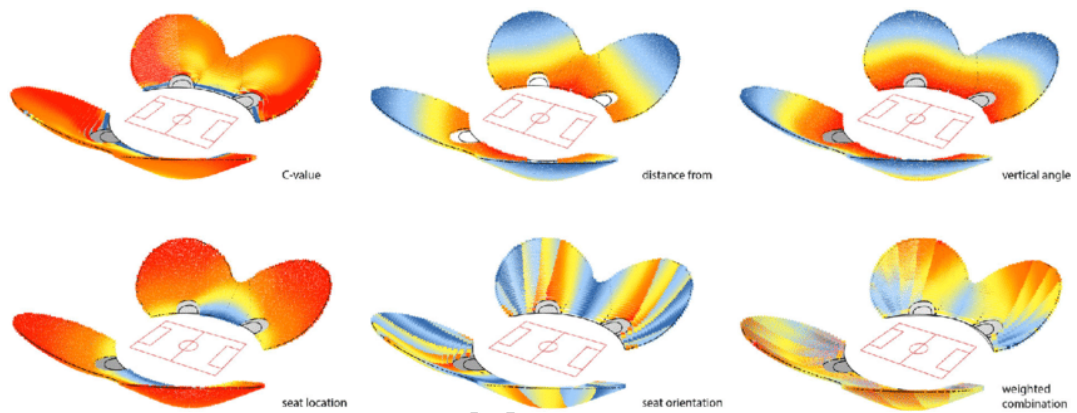 C-value
distance from
vertical angle
seat location
seat orientation
weighted
combination